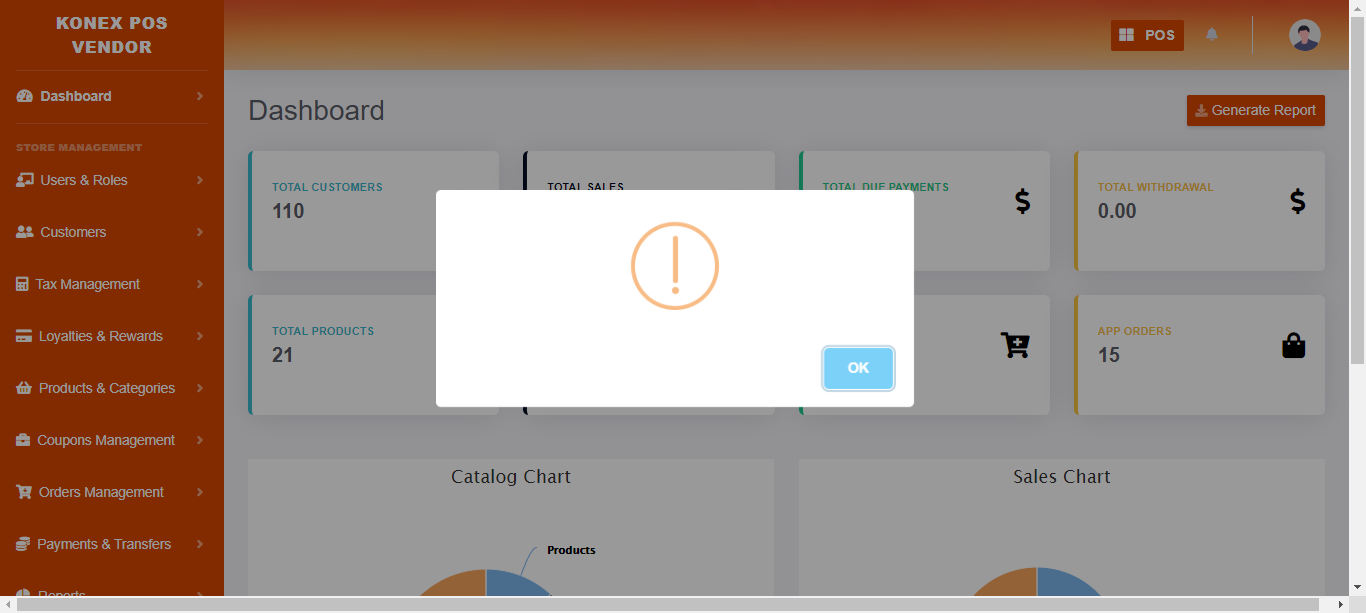 KONEX POS
VENDOR
POS
Dashboard
STORE MANAGEMENT
Users & Roles
Customers
Tax Management
Loyalties & Rewards
Products & Categories
Coupons Management
Orders Management
Payments & Transfers
Reports
Dashboard
Generate Report
TOTAL CUSTOMERS
110
TOTAL SALES
TOTAL DUE PAYMENTS
TOTAL WITHDRAWAL
0.00
OK
TOTAL PRODUCTS
21
APP ORDERS
15
Catalog Chart
Products
Sales Chart